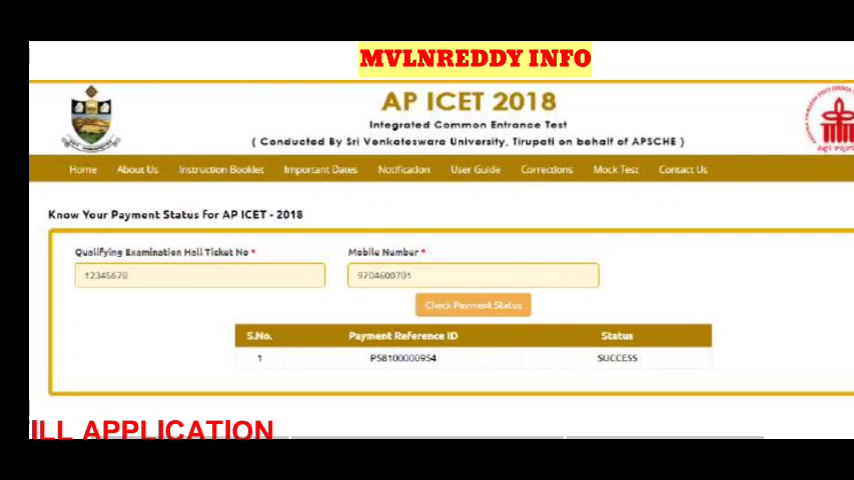 MVLNREDDY INFO
AP ICET 2018
Integrated Common Entrance Test
( Conducted By Sri Venkateswara University, Tirupati on behalf of APSCHE )
Home About Us Instruction Booklet Important Dates Notification User Guide Corrections Mock Test Contact Us
Know Your Payment Status for AP ICET - 2018
Qualifying Examination Hall Ticket No * Mobile Number *
12345678 9704600701
Check Payment Status
S.No. Payment Reference ID Status
1 PS8100000954 SUCCESS
ILL APPLICATION